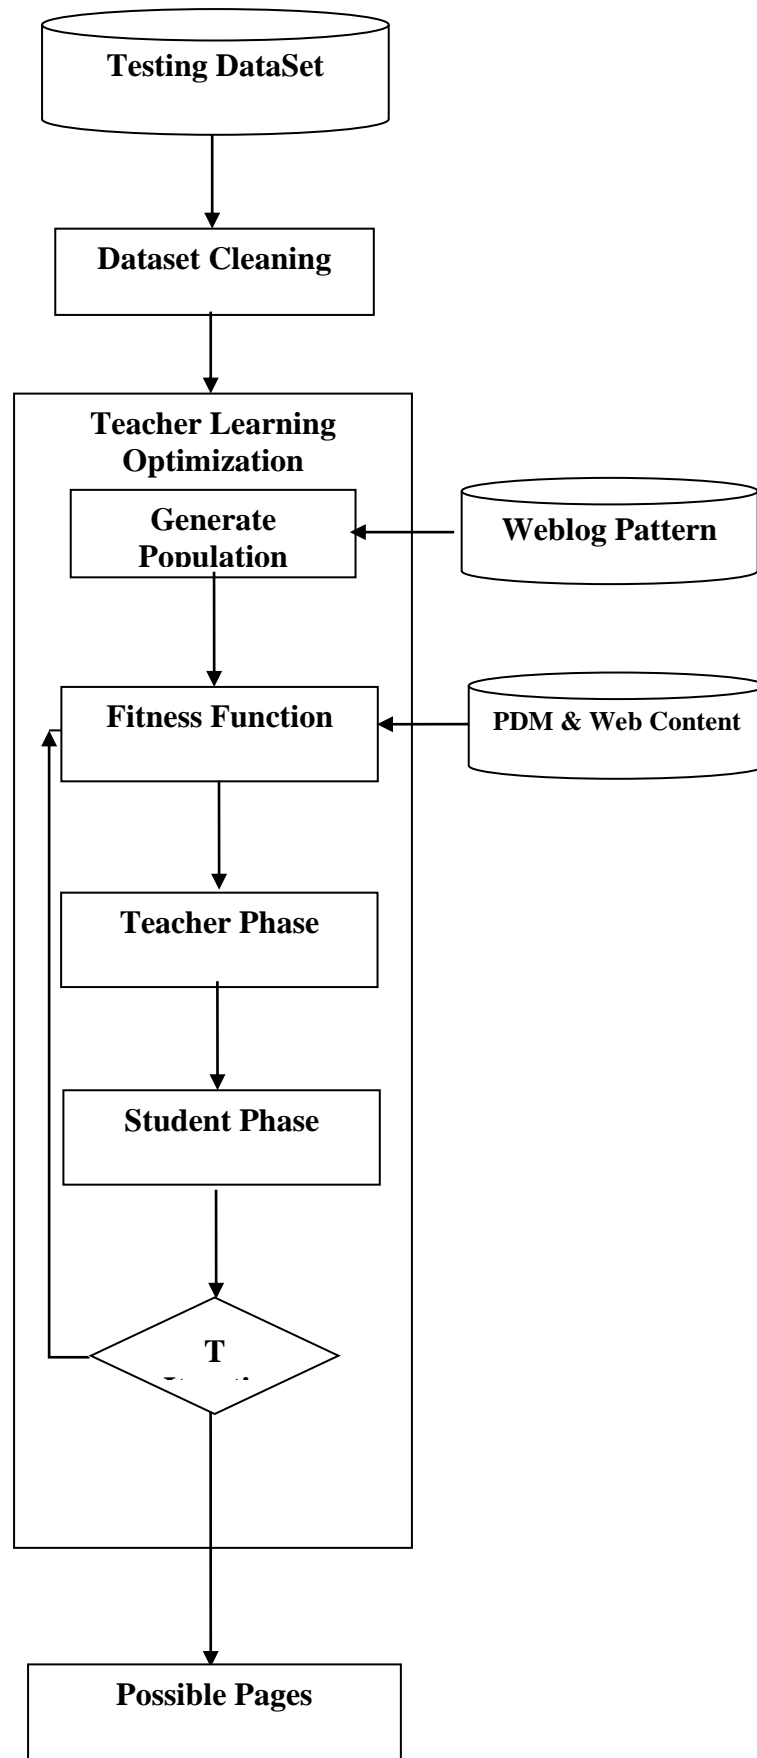 Testing DataSet
Dataset Cleaning
Teacher Learning
Optimization
Generate
Population
Weblog Pattern
Fitness Function
PDM & Web Content
Teacher Phase
Student Phase
T
Possible Pages